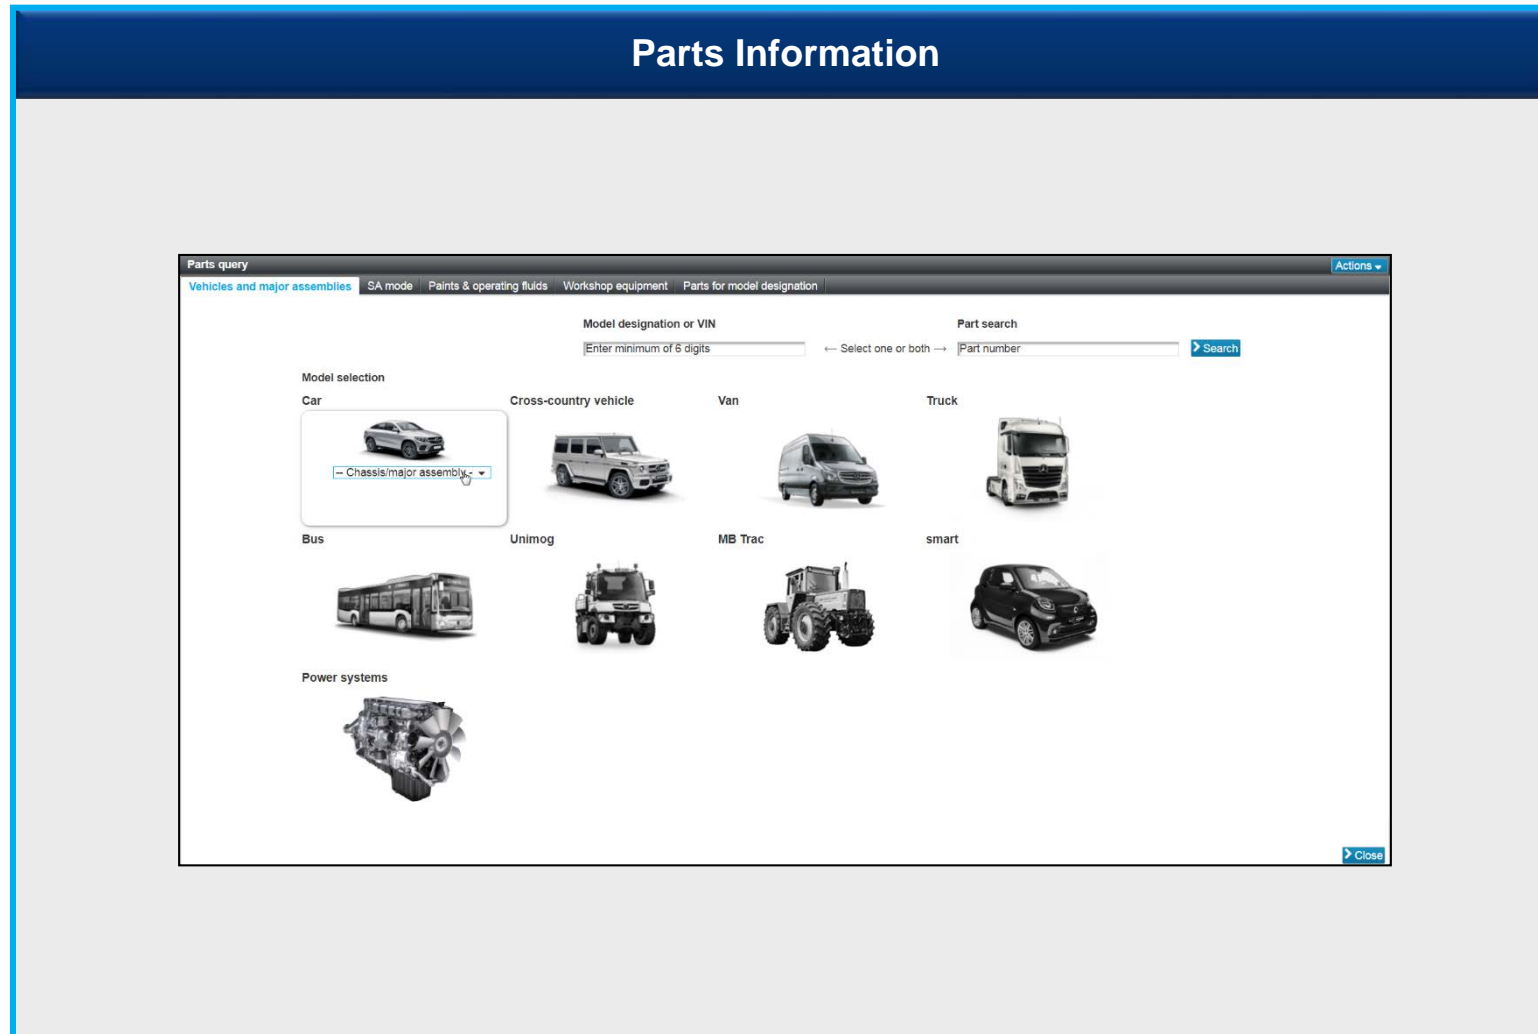 Parts Information
Parts query
Actions
Vehicles and major assemblies SA mode Paints & operating fluids Workshop equipment Parts for model designation
Model designation or VIN Part search
Enter minimum of 6 digits ← Select one or both → Part number Search
Model selection
Car Cross-country vehicle Van Truck
-- Chassis/major assembly --
Bus Unimog MB Trac smart
Power systems
Close